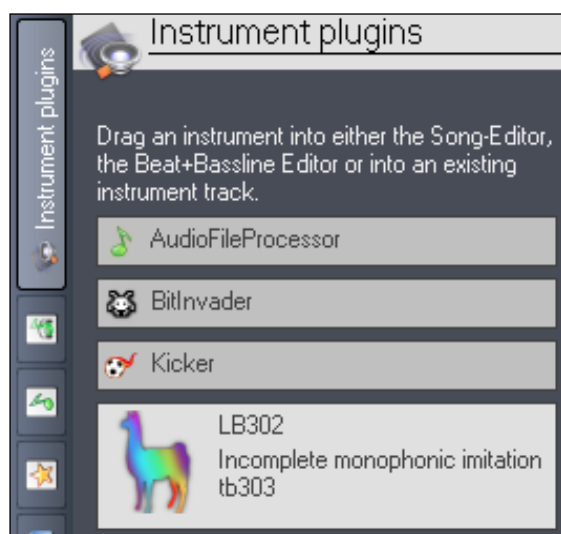 Instrument plugins
Instrument plugins
Drag an instrument into either the Song-Editor,
the Beat+Bassline Editor or into an existing
instrument track.
AudioFileProcessor
BitInvader
Kicker
LB302
Incomplete monophonic imitation
tb303